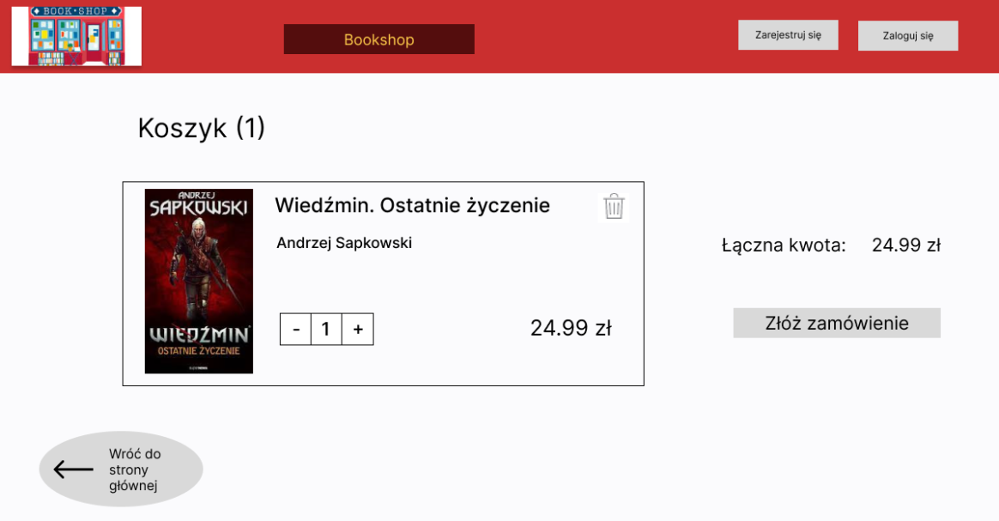 BOOK•SHOP
Bookshop
Zarejestruj się
Zaloguj się
Koszyk (1)
ANDRZEJ
SAPKOWSKI
WIEDŹMIN
OSTATNIE ŻYCZENIE
Wiedźmin. Ostatnie życzenie
Andrzej Sapkowski
- 1 +
24.99 zł
Łączna kwota: 24.99 zł
Złóż zamówienie
Wróć do
strony
głównej